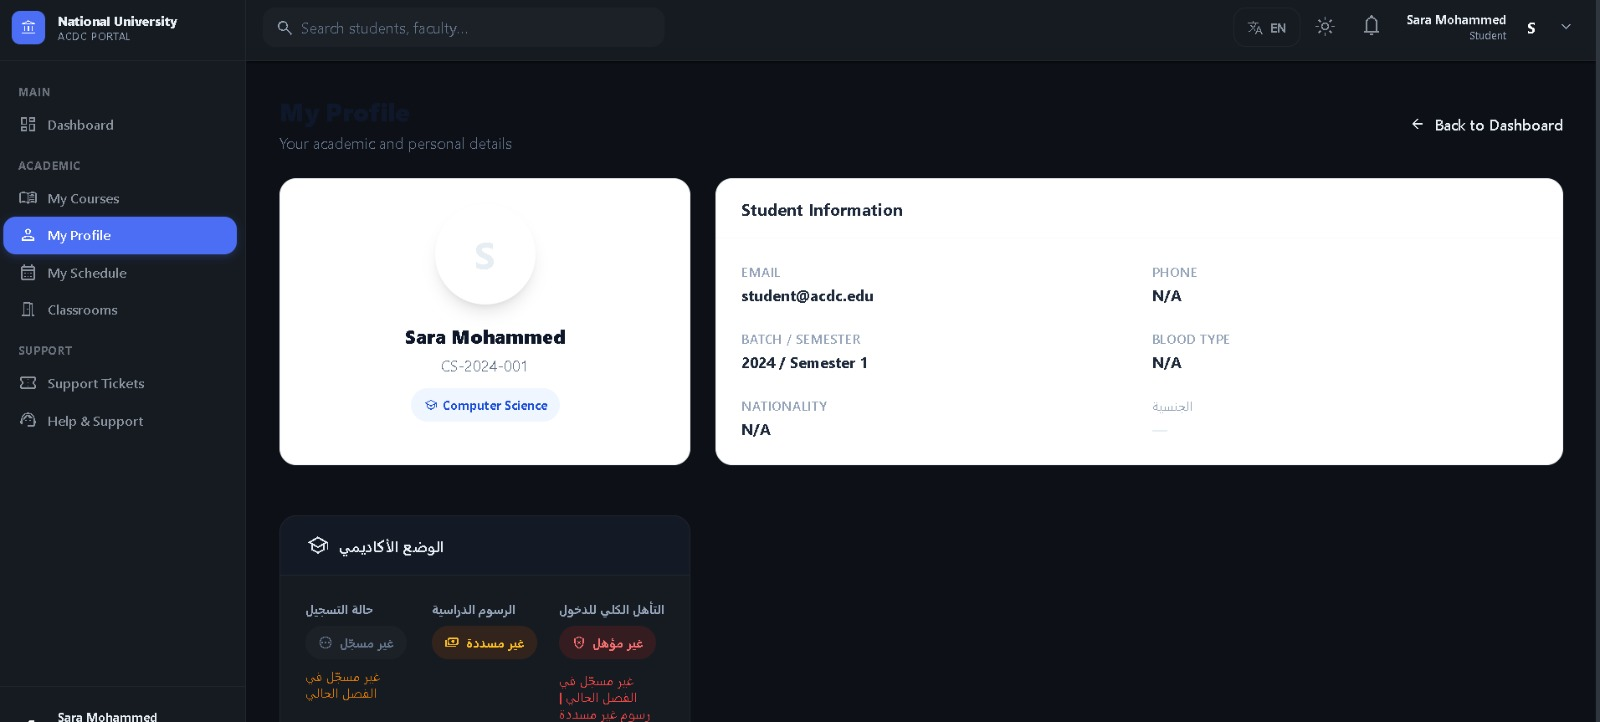 National University
ACDC PORTAL
Search students, faculty...
EN
Sara Mohammed
Student
S
MAIN
Dashboard
ACADEMIC
My Courses
My Profile
My Schedule
Classrooms
SUPPORT
Support Tickets
Help & Support
Sara Mohammed
My Profile
Your academic and personal details
Back to Dashboard
S
Sara Mohammed
CS-2024-001
Computer Science
Student Information
EMAIL
student@acdc.edu
PHONE
N/A
BATCH / SEMESTER
2024 / Semester 1
BLOOD TYPE
N/A
NATIONALITY
N/A
الجنسية
—
الوضع الأكاديمي
حالة التسجيل
غير مسجّل
غير مسجّل في
الفصل الحالي
الرسوم الدراسية
غير مسددة
التأهل الكلي للدخول
غير مؤهل
غير مسجّل في
الفصل الحالي |
رسوم غير مسددة